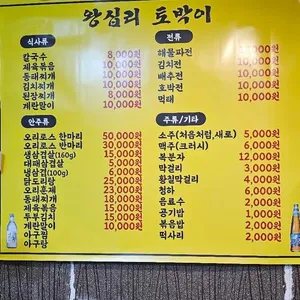 왕십리 토박이
식사류
칼국수 8,000원
제육볶음 10,000원
동태찌개 10,000원
김치찌개 10,000원
된장찌개 8,000원
계란말이 10,000원
전류
해물파전
김치전 10,000원
배추전 10,000원
호박전 10,000원
먹태 10,000원
안주류
오리로스 한마리 50,000원
오리로스 반마리 30,000원
생삼겹살(160g) 15,000원
대패삼겹살 5,000원
냉삼겹(100g) 6,000원
닭도리탕 25,000원
오리훈제 23,000원
동태찌개 18,000원
제육볶음 15,000원
두부김치 15,000원
계란말이 10,000원
아구찜
아구탕
주류/기타
소주(처음처럼,새로) 5,000원
맥주(크러시) 6,000원
복분자 12,000원
막걸리 3,000원
황칠막걸리 4,000원
청하 6,000원
음료수 2,000원
공기밥 1,000원
볶음밥 2,000원
떡사리 2,000원